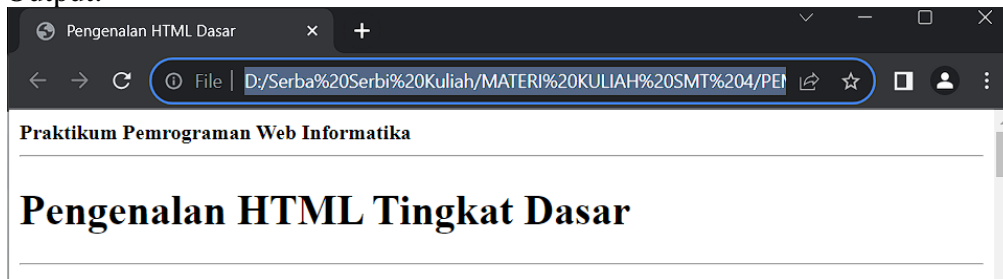 Output:
Pengenalan HTML Dasar
File | D:/Serba%20Serbi%20Kuliah/MATERI%20KULIAH%20SMT%204/PEM
Praktikum Pemrograman Web Informatika
Pengenalan HTML Tingkat Dasar